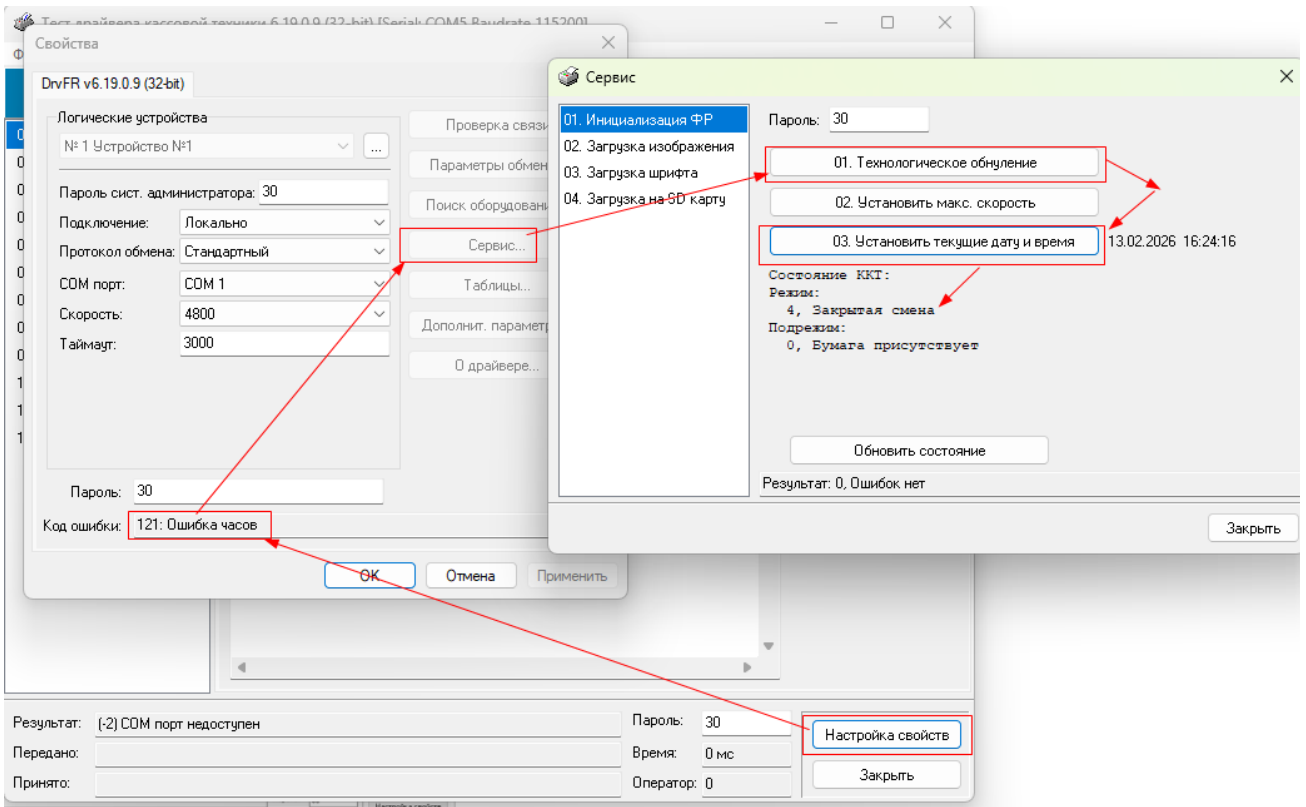 Тест драйвера кассовой техники 6.19.0.9 (32-bit) [Serial: COM5 Baudrate 115200]
Свойства
DrvFR v6.19.0.9 (32-bit)
Логические устройства
№ 1 Устройство №1
...
Пароль сист. администратора: 30
Подключение: Локально
Протокол обмена: Стандартный
COM порт: COM 1
Скорость: 4800
Таймаут: 3000
Проверка связи
Параметры обмен
Поиск оборудовани
Сервис...
Таблицы...
Дополнит. параметр
О драйвере...
Пароль: 30
Код ошибки: 121: Ошибка часов
ОК
Отмена
Применить
Сервис
01. Инициализация ФР
02. Загрузка изображения
03. Загрузка шрифта
04. Загрузка на SD карту
Пароль: 30
01. Технологическое обнуление
02. Установить макс. скорость
03. Установить текущие дату и время
13.02.2026 16:24:16
Состояние ККТ:
Режим:
4, Закрытая смена
Подрежим:
0, Бумага присутствует
Обновить состояние
Результат: 0, Ошибок нет
Закрыть
Результат: (-2) COM порт недоступен
Передано:
Принято:
Пароль: 30
Время: 0 мс
Оператор: 0
Настройка свойств
Закрыть